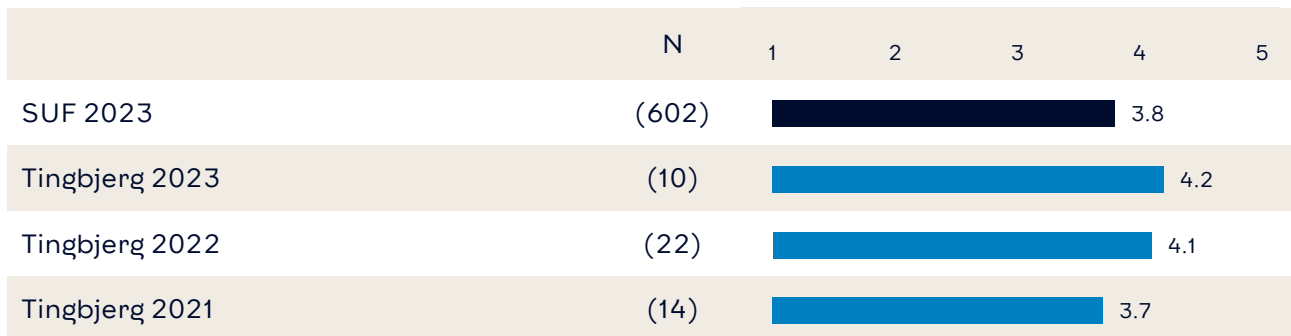 N 1 2 3 4 5
SUF 2023 (602) 3.8
Tingbjerg 2023 (10) 4.2
Tingbjerg 2022 (22) 4.1
Tingbjerg 2021 (14) 3.7